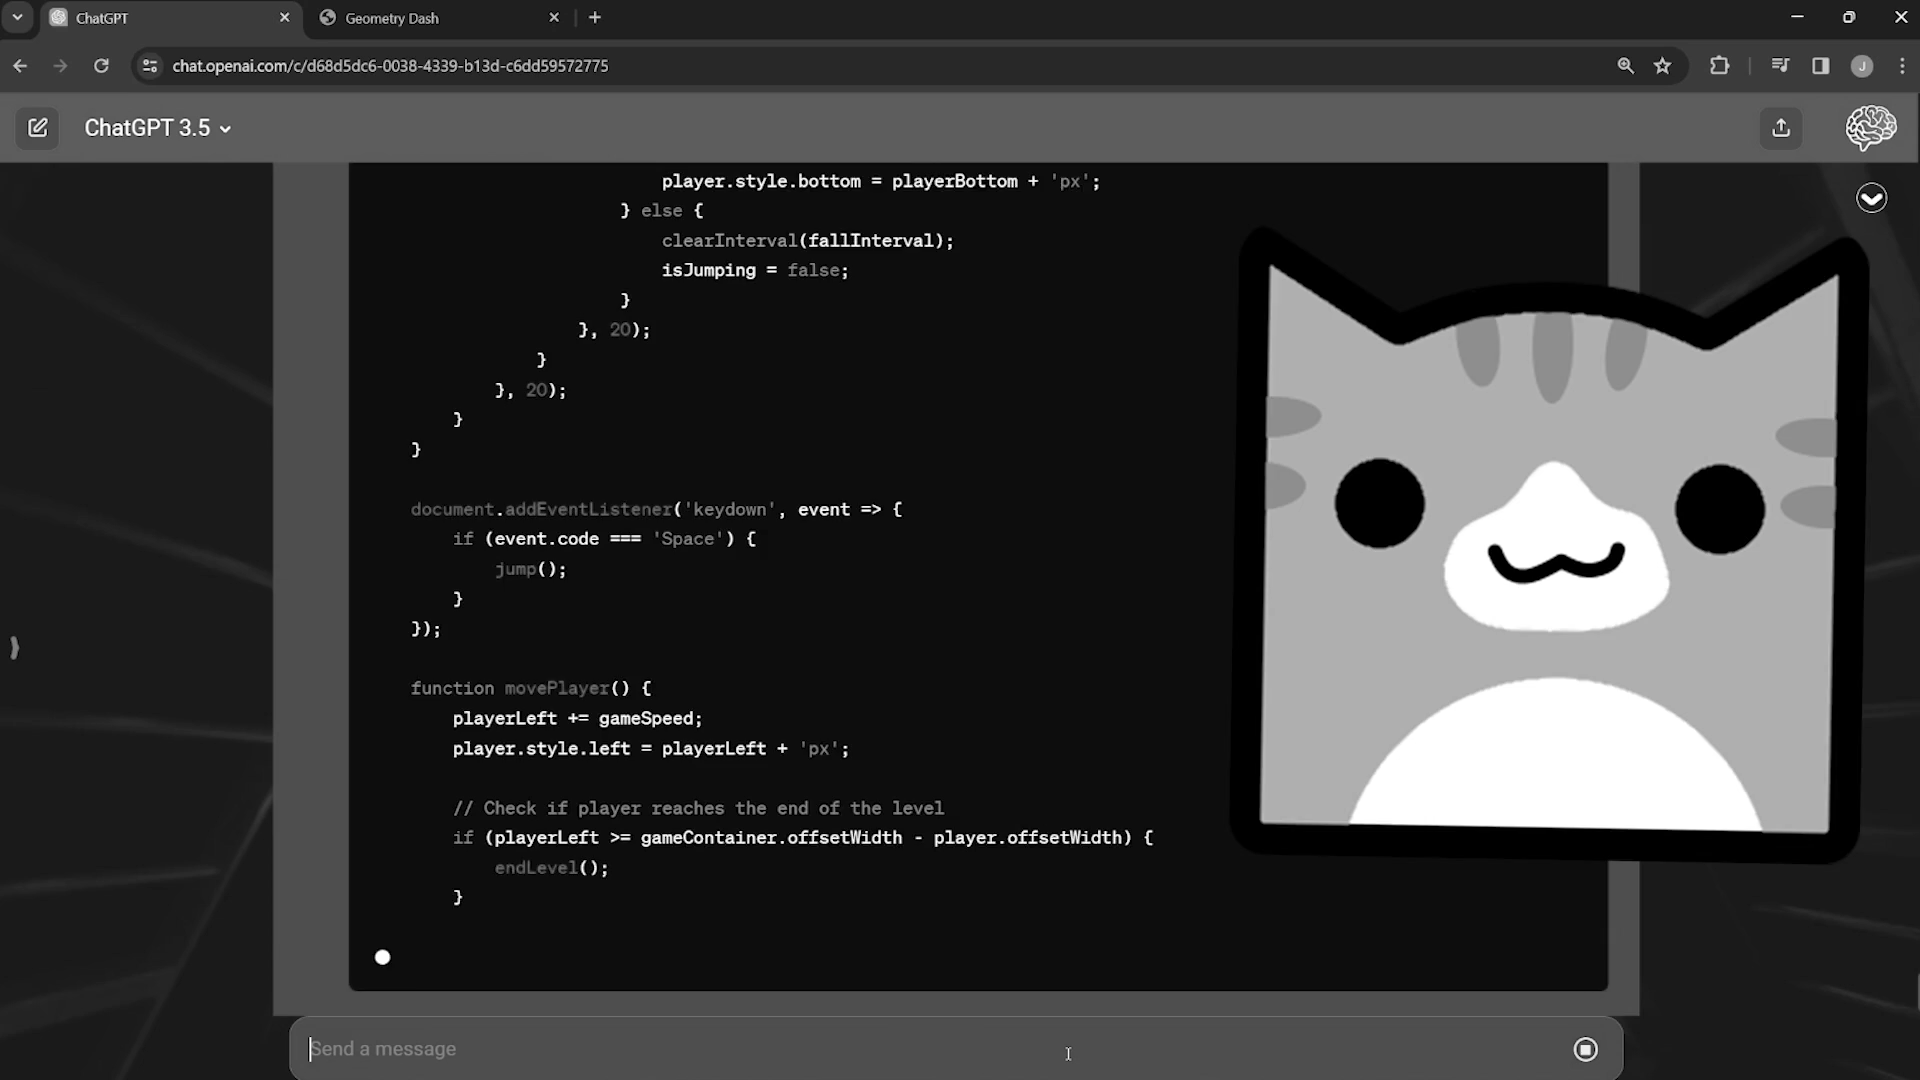 ChatGPT
Geometry Dash
chat.openai.com/c/d68d5dc6-0038-4339-b13d-c6dd59572775
J
ChatGPT 3.5
player.style.bottom = playerBottom + 'px';
} else {
clearInterval(fallInterval);
isJumping = false;
}
}, 20);
}
}, 20);
}
}
document.addEventListener('keydown', event => {
if (event.code === 'Space') {
jump();
}
});
function movePlayer() {
playerLeft += gameSpeed;
player.style.left = playerLeft + 'px';
// Check if player reaches the end of the level
if (playerLeft >= gameContainer.offsetWidth - player.offsetWidth) {
endLevel();
}
Send a message